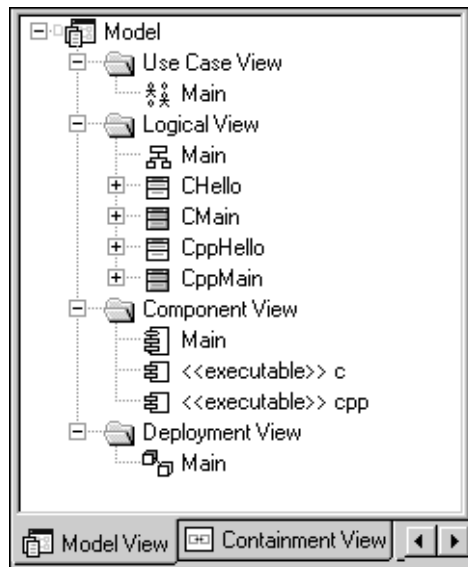 Model
Use Case View
Main
Logical View
Main
CHello
CMain
CppHello
CppMain
Component View
Main
<<executable>> c
<<executable>> cpp
Deployment View
Main
Model View Containment View